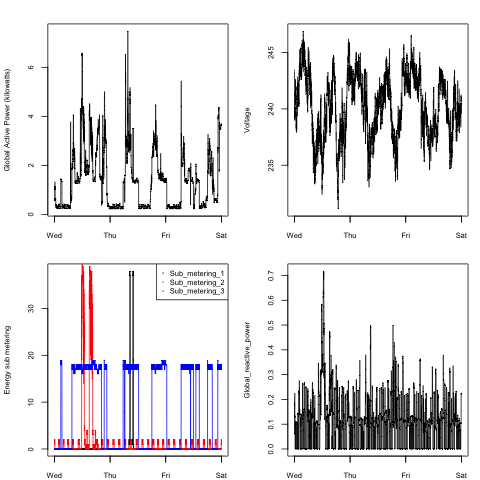 Global Active Power (kilowatts)
0 2 4 6
Wed Thu Fri Sat
Voltage
235 240 245
Wed Thu Fri Sat
Energy sub metering
0 10 20 30
Sub_metering_1
Sub_metering_2
Sub_metering_3
Wed Thu Fri Sat
Global_reactive_power
0.0 0.1 0.2 0.3 0.4 0.5 0.6 0.7
Wed Thu Fri Sat